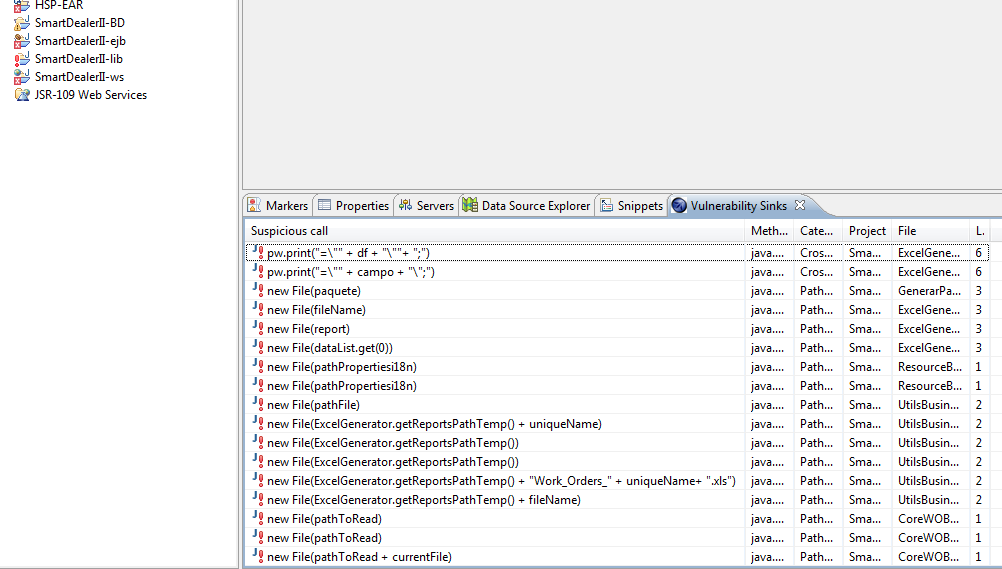 HSP-EAR
SmartDealerII-BD
SmartDealerII-ejb
SmartDealerII-lib
SmartDealerII-ws
JSR-109 Web Services
Markers Properties Servers Data Source Explorer Snippets Vulnerability Sinks
Suspicious call Meth... Cate... Project File L.
pw.print("=\"" + df + "\""+ ";") java.... Cros... Sma... ExcelGene... 6
pw.print("=\"" + campo + "\";") java.... Cros... Sma... ExcelGene... 6
new File(paquete) java.... Path... Sma... GenerarPa... 3
new File(fileName) java.... Path... Sma... ExcelGene... 3
new File(report) java.... Path... Sma... ExcelGene... 3
new File(dataList.get(0)) java.... Path... Sma... ExcelGene... 3
new File(pathPropertiesi18n) java.... Path... Sma... ResourceB... 1
new File(pathPropertiesi18n) java.... Path... Sma... ResourceB... 1
new File(pathFile) java.... Path... Sma... UtilsBusin... 2
new File(ExcelGenerator.getReportsPathTemp() + uniqueName) java.... Path... Sma... UtilsBusin... 2
new File(ExcelGenerator.getReportsPathTemp()) java.... Path... Sma... UtilsBusin... 2
new File(ExcelGenerator.getReportsPathTemp()) java.... Path... Sma... UtilsBusin... 2
new File(ExcelGenerator.getReportsPathTemp() + "Work_Orders_" + uniqueName+ ".xls") java.... Path... Sma... UtilsBusin... 2
new File(ExcelGenerator.getReportsPathTemp() + fileName) java.... Path... Sma... UtilsBusin... 2
new File(pathToRead) java.... Path... Sma... CoreWOB... 1
new File(pathToRead) java.... Path... Sma... CoreWOB... 1
new File(pathToRead + currentFile) java.... Path... Sma... CoreWOB... 1